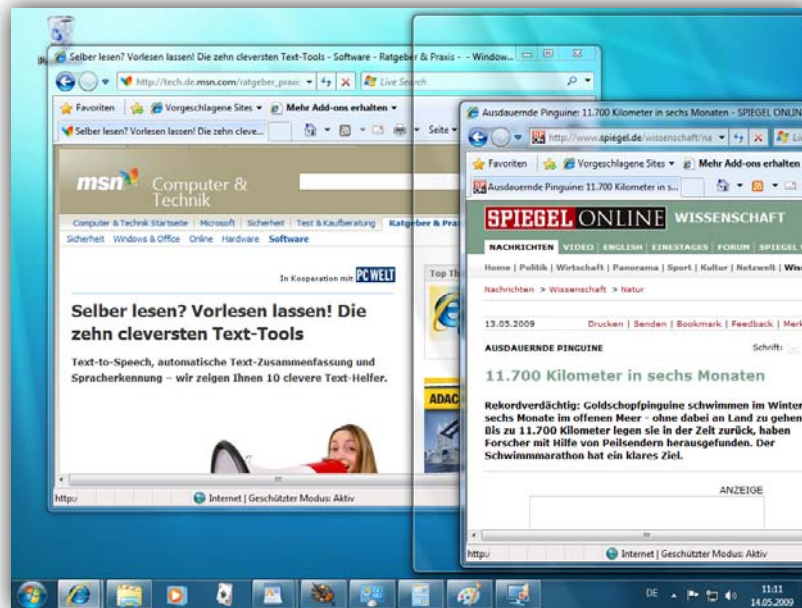 Selber lesen? Vorlesen lassen! Die zehn cleversten Text-Tools - Software - Ratgeber & Praxis - - Window...
http://tech.de.msn.com/ratgeber_praxi
Live Search
Favoriten
Vorgeschlagene Sites
Mehr Add-ons erhalten
Selber lesen? Vorlesen lassen! Die zehn cleve...
Seite
msn
Computer &
Technik
Computer & Technik Startseite | Microsoft | Sicherheit | Test & Kaufberatung | Ratgeber & Pra
Sicherheit Windows & Office Online Hardware Software
In Kooperation mit PC WELT
Top Th
Selber lesen? Vorlesen lassen! Die
zehn cleversten Text-Tools
Text-to-Speech, automatische Text-Zusammenfassung und
Spracherkennung – wir zeigen Ihnen 10 clevere Text-Helfer.
ADAC
http:/
Internet | Geschützter Modus: Aktiv
Ausdauernde Pinguine: 11.700 Kilometer in sechs Monaten - SPIEGEL ONLIN
http://www.spiegel.de/wissenschaft/na
Favoriten
Vorgeschlagene Sites
Mehr Add-ons erhalten
Ausdauernde Pinguine: 11.700 Kilometer in s...
SPIEGEL ONLINE WISSENSCHAFT
NACHRICHTEN VIDEO | ENGLISH | EINESTAGES | FORUM | SPIEGEL
Home | Politik | Wirtschaft | Panorama | Sport | Kultur | Netzwelt | Wiss
Nachrichten > Wissenschaft > Natur
13.05.2009
Drucken | Senden | Bookmark | Feedback | Merk
AUSDAUERNDE PINGUINE
Schrift:
11.700 Kilometer in sechs Monaten
Rekordverdächtig: Goldschopfpinguine schwimmen im Winter
sechs Monate im offenen Meer - ohne dabei an Land zu gehen
Bis zu 11.700 Kilometer legen sie in der Zeit zurück, haben
Forscher mit Hilfe von Peilsendern herausgefunden. Der
Schwimmmarathon hat ein klares Ziel.
ANZEIGE
http:/
Internet | Geschützter Modus: Aktiv
DE
11:11
14.05.2009